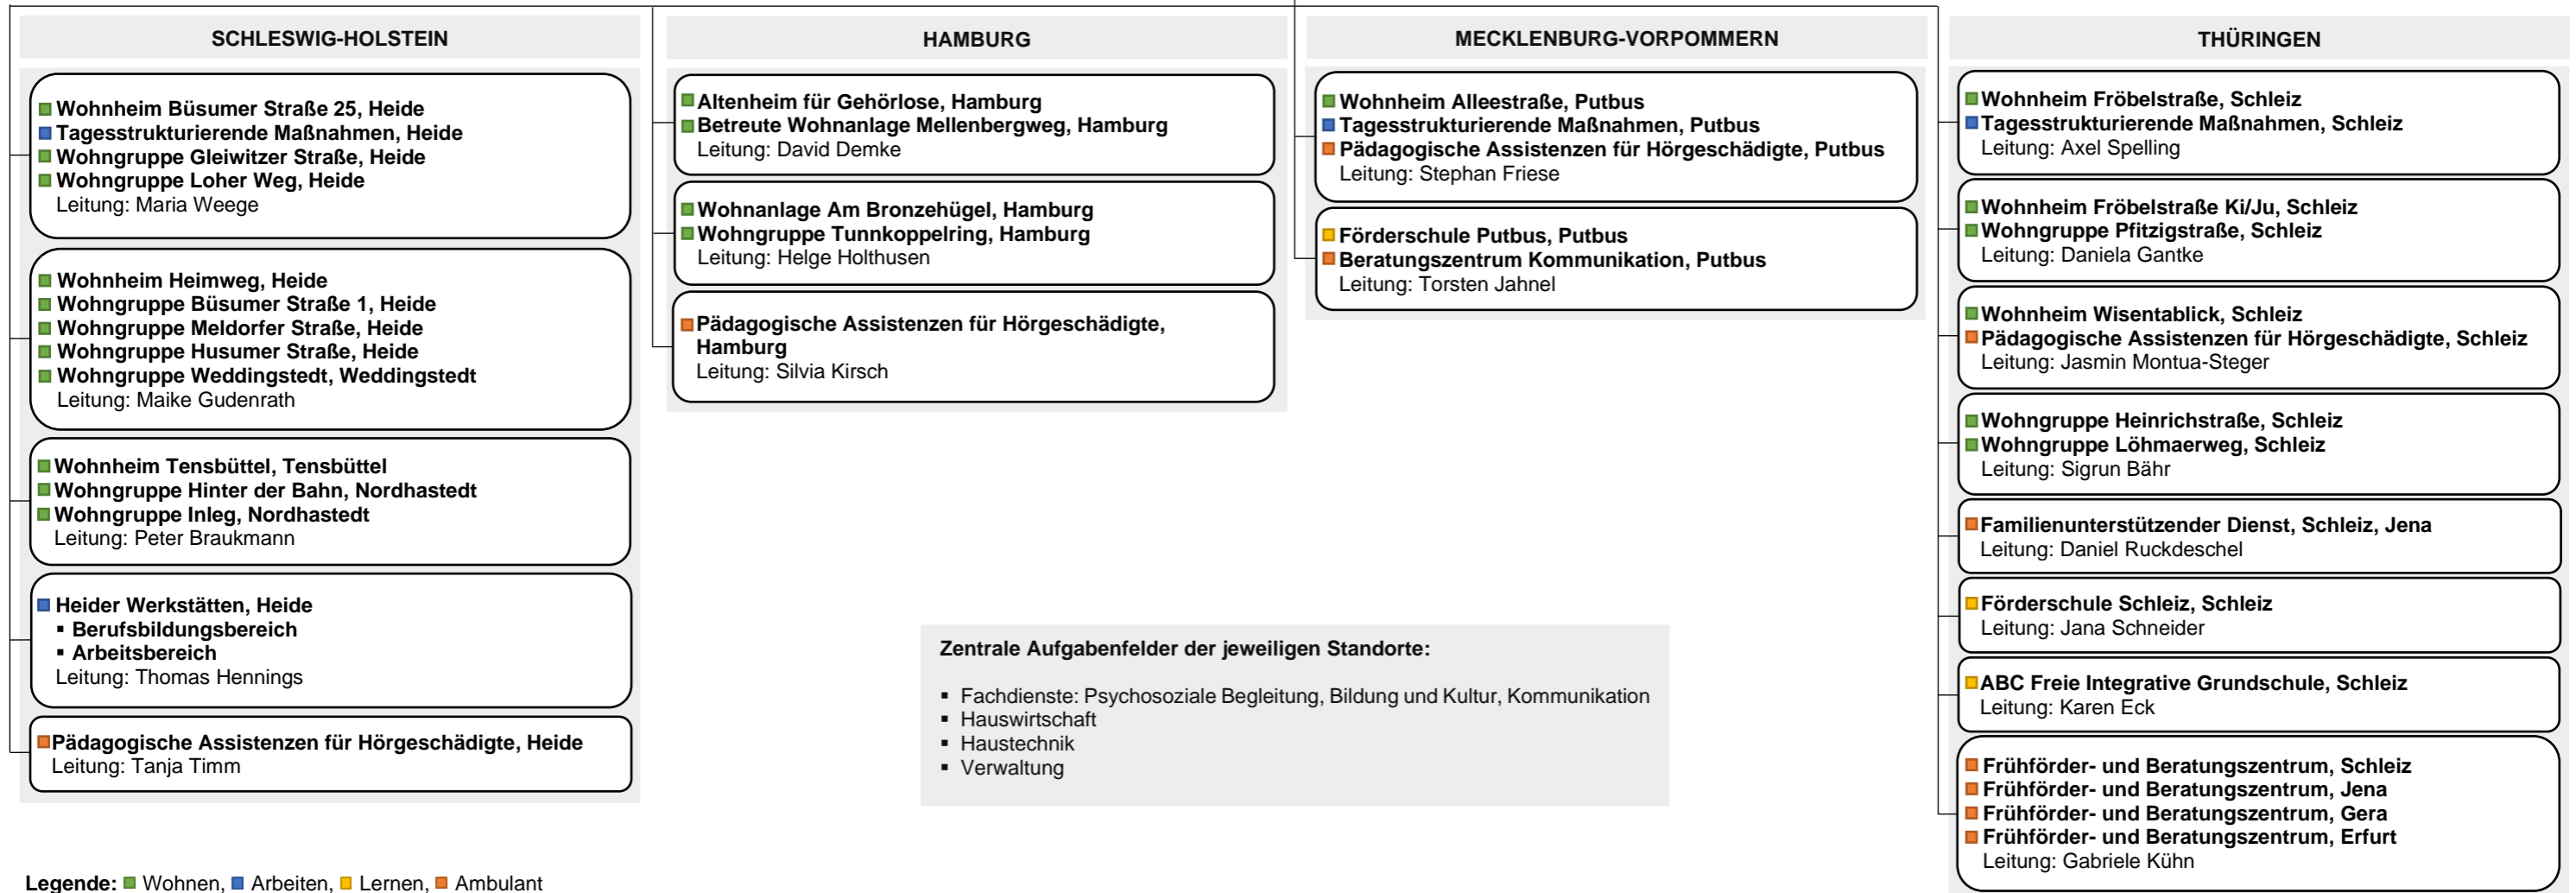 SCHLESWIG-HOLSTEIN
Wohnheim Büsumer Straße 25, Heide
Tagesstrukturierende Maßnahmen, Heide
Wohngruppe Gleiwitzer Straße, Heide
Wohngruppe Loher Weg, Heide
Leitung: Maria Weege
Wohnheim Heimweg, Heide
Wohngruppe Büsumer Straße 1, Heide
Wohngruppe Meldorfer Straße, Heide
Wohngruppe Husumer Straße, Heide
Wohngruppe Weddingstedt, Weddingstedt
Leitung: Maike Gudenrath
Wohnheim Tensbüttel, Tensbüttel
Wohngruppe Hinter der Bahn, Nordhastedt
Wohngruppe Inleg, Nordhastedt
Leitung: Peter Braukmann
Heider Werkstätten, Heide
▪ Berufsbildungsbereich
▪ Arbeitsbereich
Leitung: Thomas Hennings
Pädagogische Assistenzen für Hörgeschädigte, Heide
Leitung: Tanja Timm
HAMBURG
Altenheim für Gehörlose, Hamburg
Betreute Wohnanlage Mellenbergweg, Hamburg
Leitung: David Demke
Wohnanlage Am Bronzehügel, Hamburg
Wohngruppe Tunnkoppelring, Hamburg
Leitung: Helge Holthusen
Pädagogische Assistenzen für Hörgeschädigte,
Hamburg
Leitung: Silvia Kirsch
MECKLENBURG-VORPOMMERN
Wohnheim Alleestraße, Putbus
Tagesstrukturierende Maßnahmen, Putbus
Pädagogische Assistenzen für Hörgeschädigte, Putbus
Leitung: Stephan Friese
Förderschule Putbus, Putbus
Beratungszentrum Kommunikation, Putbus
Leitung: Torsten Jahnel
THÜRINGEN
Wohnheim Fröbelstraße, Schleiz
Tagesstrukturierende Maßnahmen, Schleiz
Leitung: Axel Spelling
Wohnheim Fröbelstraße Ki/Ju, Schleiz
Wohngruppe Pfitzigstraße, Schleiz
Leitung: Daniela Gantke
Wohnheim Wisentablick, Schleiz
Pädagogische Assistenzen für Hörgeschädigte, Schleiz
Leitung: Jasmin Montua-Steger
Wohngruppe Heinrichstraße, Schleiz
Wohngruppe Löhmaerweg, Schleiz
Leitung: Sigrun Bähr
Familienunterstützender Dienst, Schleiz, Jena
Leitung: Daniel Ruckdeschel
Förderschule Schleiz, Schleiz
Leitung: Jana Schneider
ABC Freie Integrative Grundschule, Schleiz
Leitung: Karen Eck
Frühförder- und Beratungszentrum, Schleiz
Frühförder- und Beratungszentrum, Jena
Frühförder- und Beratungszentrum, Gera
Frühförder- und Beratungszentrum, Erfurt
Leitung: Gabriele Kühn
Zentrale Aufgabenfelder der jeweiligen Standorte:
▪ Fachdienste: Psychosoziale Begleitung, Bildung und Kultur, Kommunikation
▪ Hauswirtschaft
▪ Haustechnik
▪ Verwaltung
Legende: Wohnen, Arbeiten, Lernen, Ambulant